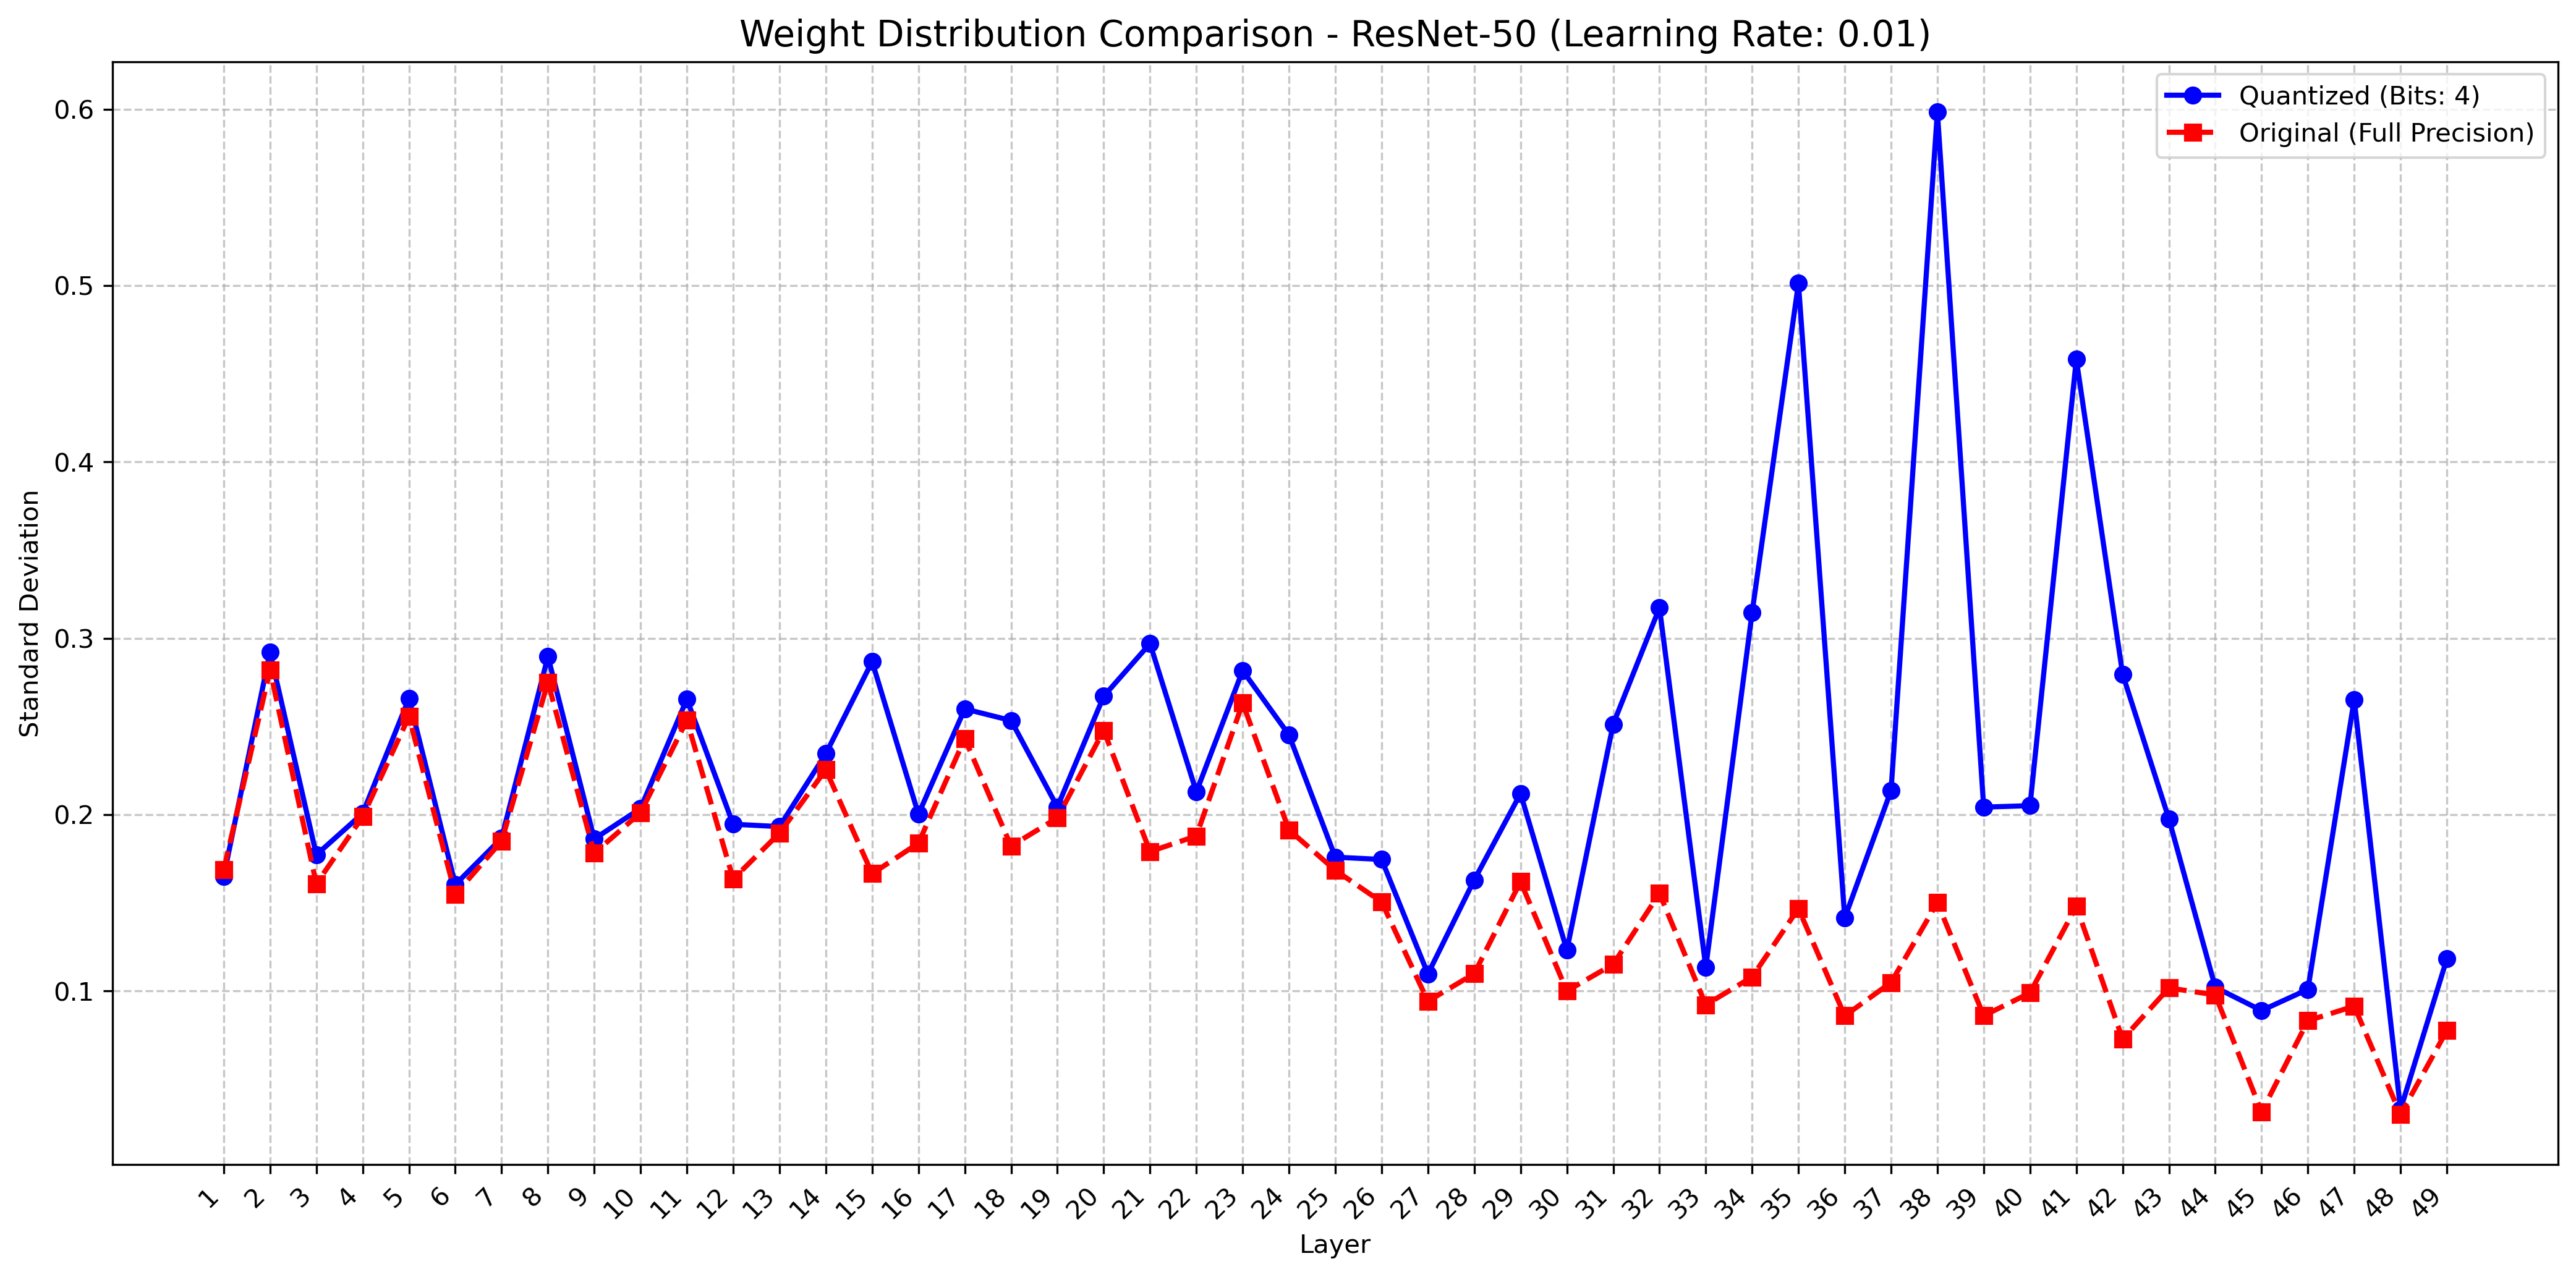 Weight Distribution Comparison - ResNet-50 (Learning Rate: 0.01)
Quantized (Bits: 4)
Original (Full Precision)
0.6
0.5
0.4
0.3
0.2
0.1
Standard Deviation
1 2 3 4 5 6 7 8 9 10 11 12 13 14 15 16 17 18 19 20 21 22 23 24 25 26 27 28 29 30 31 32 33 34 35 36 37 38 39 40 41 42 43 44 45 46 47 48 49
Layer